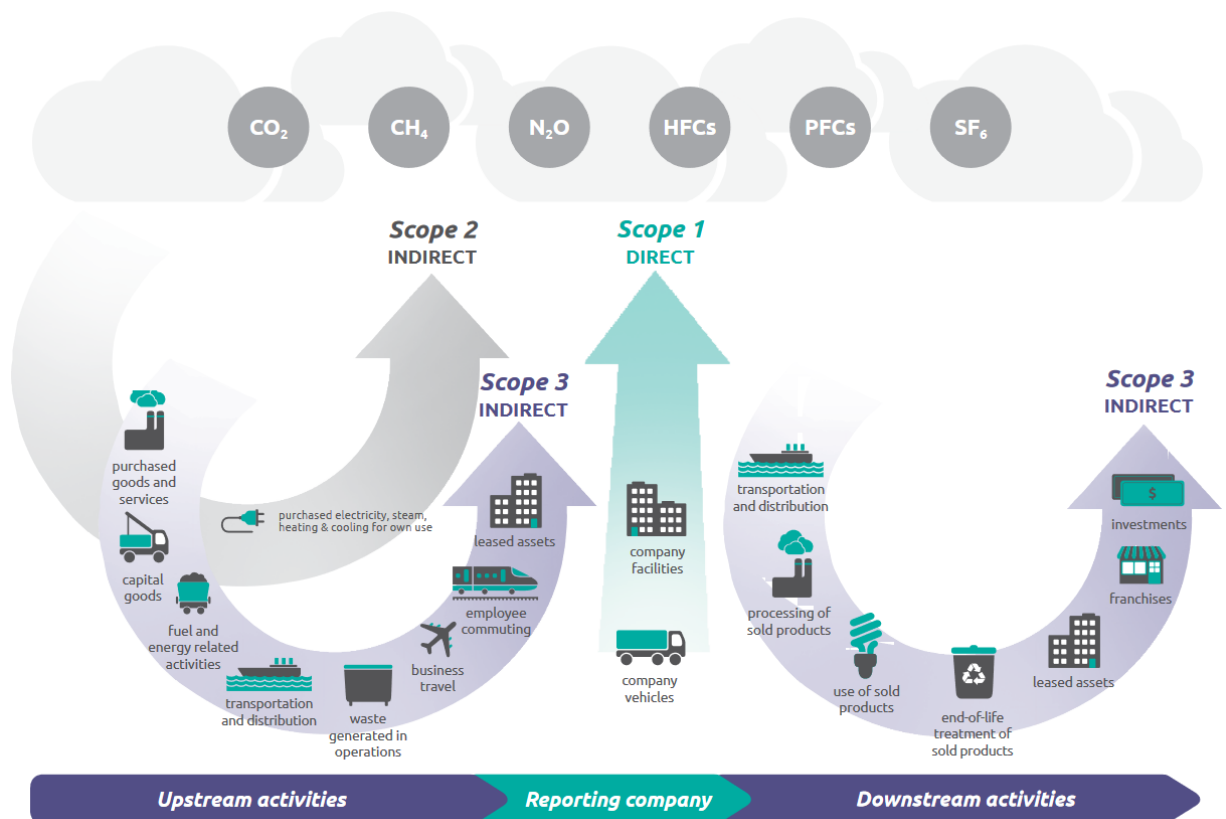 CO₂
CH₄
N₂O
HFCs
PFCs
SF₆
Scope 2
INDIRECT
Scope 1
DIRECT
Scope 3
INDIRECT
Scope 3
INDIRECT
purchased
goods and
services
capital
goods
fuel and
energy related
activities
transportation
and distribution
waste
generated in
operations
business
travel
employee
commuting
leased assets
purchased electricity, steam,
heating & cooling for own use
company
facilities
company
vehicles
transportation
and distribution
processing of
sold products
use of sold
products
end-of-life
treatment of
sold products
leased assets
franchises
$
investments
Upstream activities
Reporting company
Downstream activities